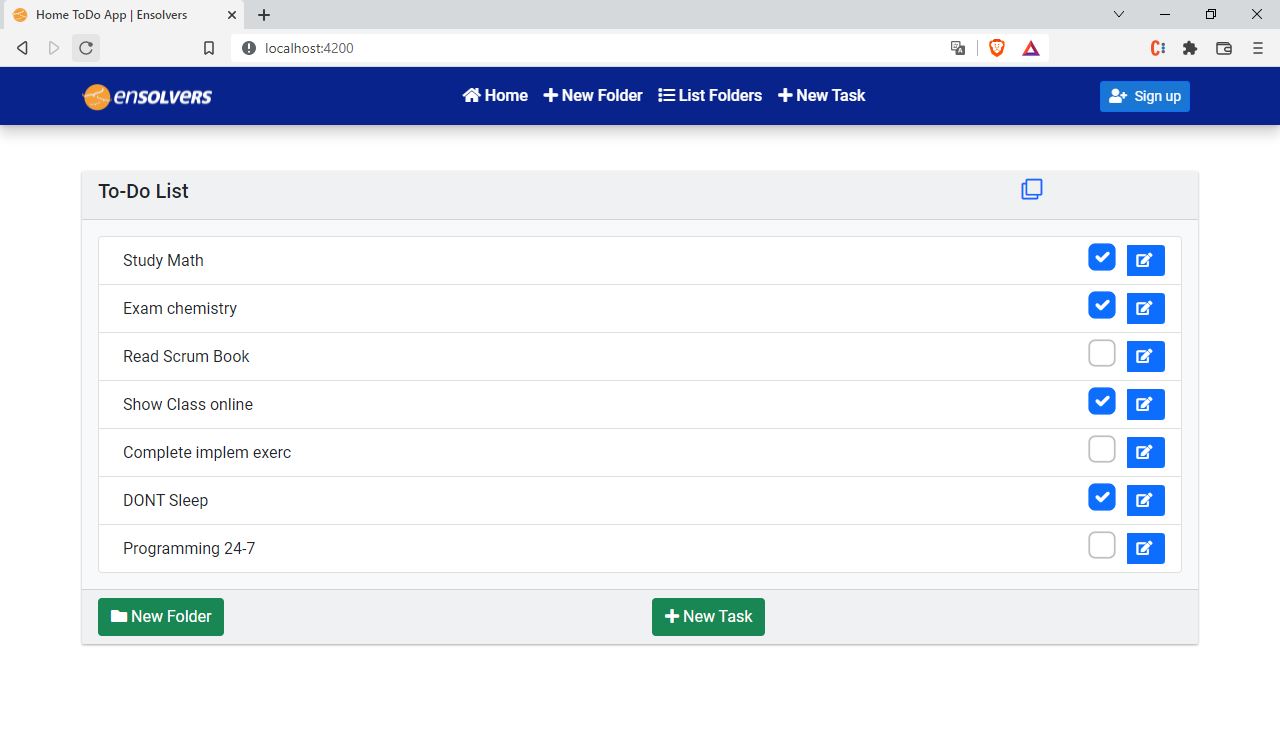 Home ToDo App | Ensolvers
localhost:4200
ensolvers Home New Folder List Folders New Task Sign up
To-Do List
Study Math
Exam chemistry
Read Scrum Book
Show Class online
Complete implem exerc
DONT Sleep
Programming 24-7
New Folder New Task